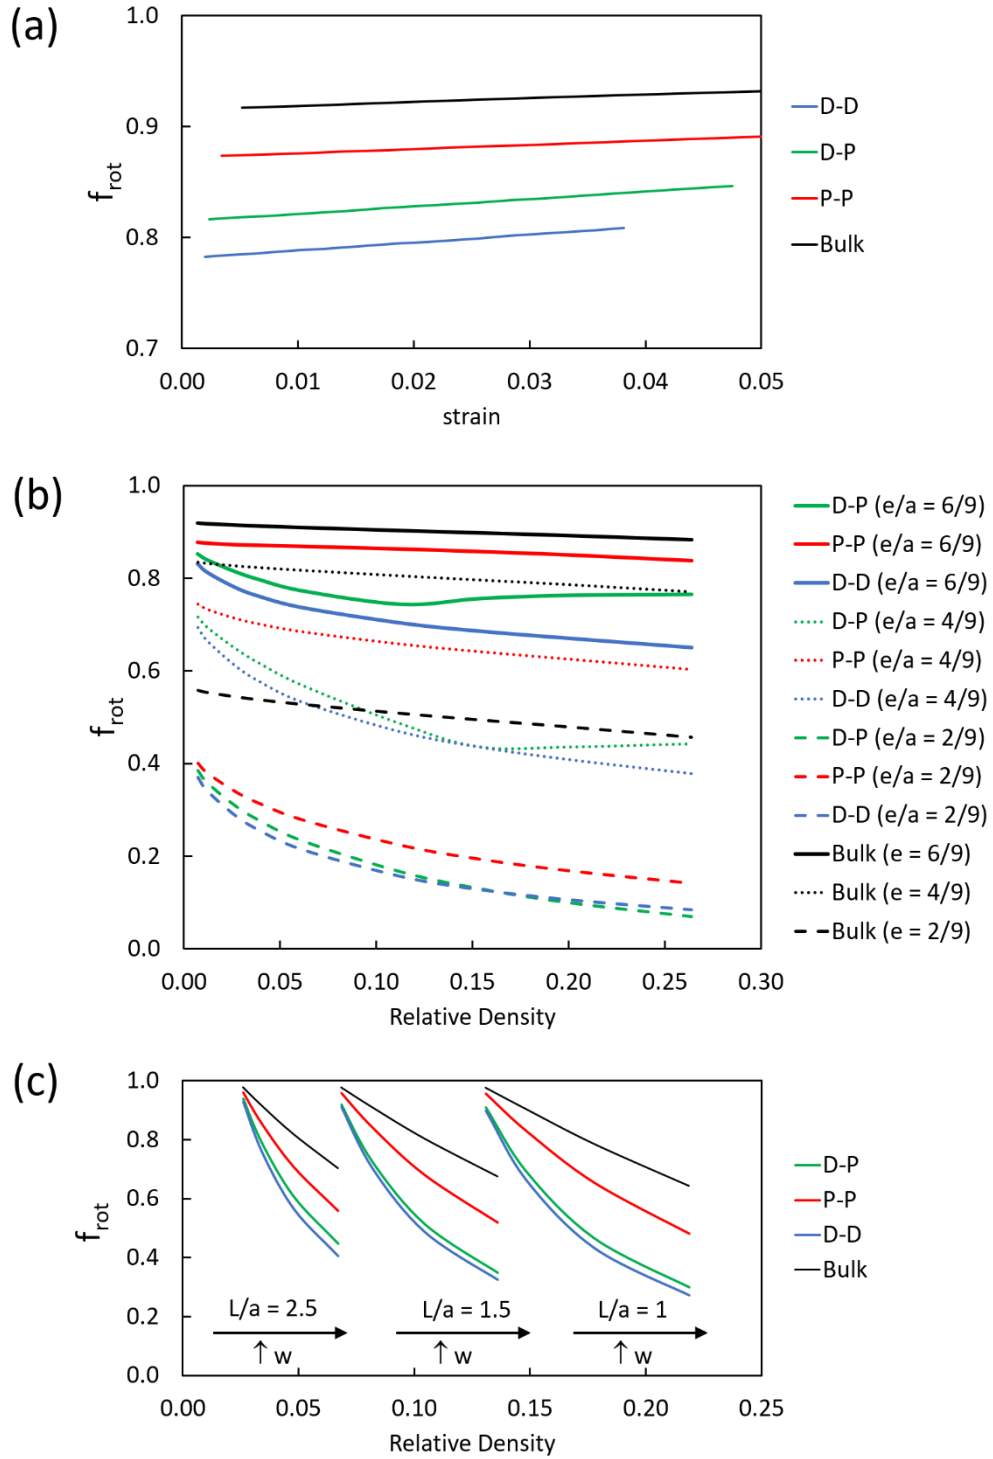 (a)
1.0
0.9
0.8
0.7
f_rot
0.00 0.01 0.02 0.03 0.04 0.05
strain
D-D
D-P
P-P
Bulk
(b)
1.0
0.8
0.6
0.4
0.2
0.0
f_rot
0.00 0.05 0.10 0.15 0.20 0.25 0.30
Relative Density
D-P (e/a = 6/9)
P-P (e/a = 6/9)
D-D (e/a = 6/9)
D-P (e/a = 4/9)
P-P (e/a = 4/9)
D-D (e/a = 4/9)
D-P (e/a = 2/9)
P-P (e/a = 2/9)
D-D (e/a = 2/9)
Bulk (e = 6/9)
Bulk (e = 4/9)
Bulk (e = 2/9)
(c)
1.0
0.8
0.6
0.4
0.2
0.0
f_rot
L/a = 2.5 L/a = 1.5 L/a = 1
↑ w ↑ w ↑ w
0.00 0.05 0.10 0.15 0.20 0.25
Relative Density
D-P
P-P
D-D
Bulk